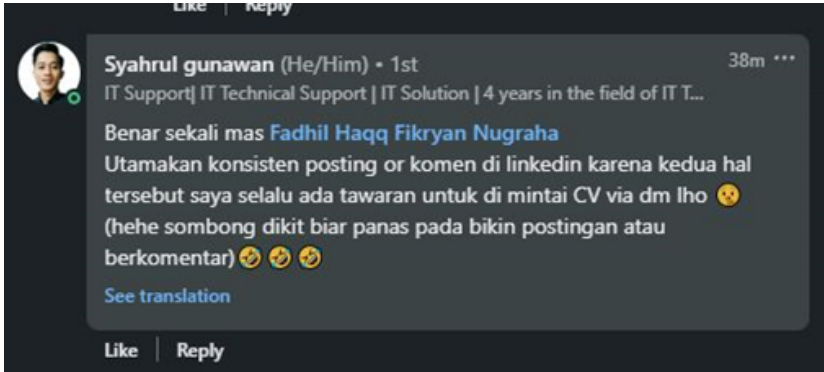 Like | Reply
Syahrul gunawan (He/Him) • 1st 38m •••
IT Support| IT Technical Support | IT Solution | 4 years in the field of IT T...
Benar sekali mas Fadhil Haqq Fikryan Nugraha
Utamakan konsisten posting or komen di linkedin karena kedua hal
tersebut saya selalu ada tawaran untuk di mintai CV via dm lho 🤫
(hehe sombong dikit biar panas pada bikin postingan atau
berkomentar)🤣 🤣 🤣
See translation
Like | Reply